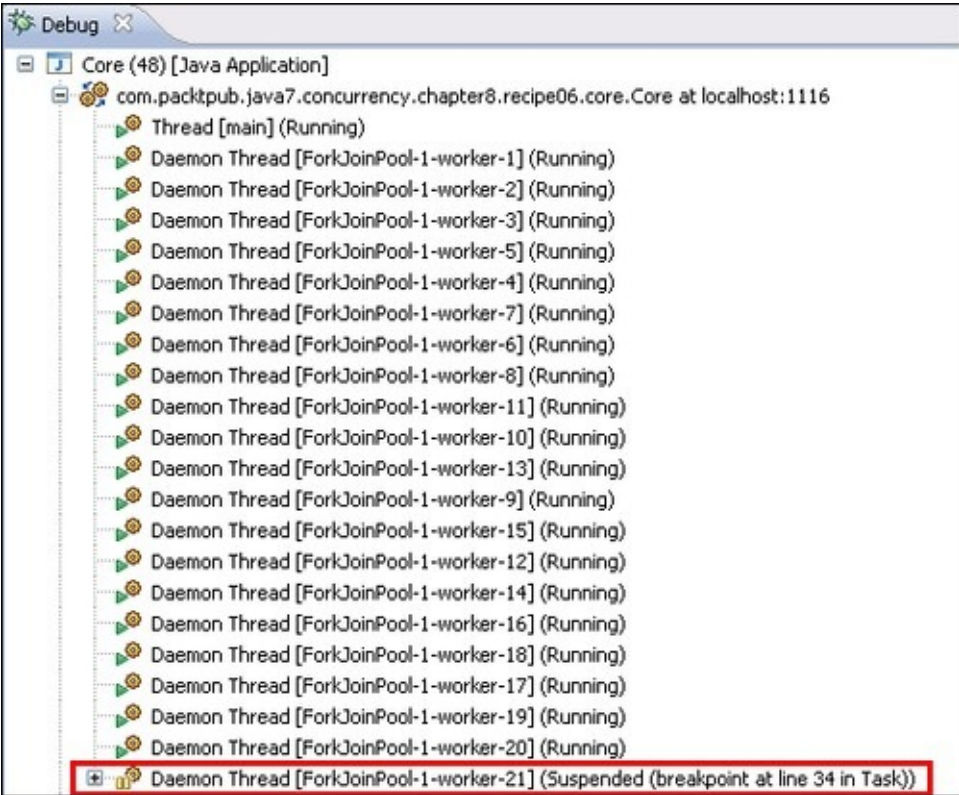 Debug
Core (48) [Java Application]
com.packtpub.java7.concurrency.chapter8.recipe06.core.Core at localhost:1116
Thread [main] (Running)
Daemon Thread [ForkJoinPool-1-worker-1] (Running)
Daemon Thread [ForkJoinPool-1-worker-2] (Running)
Daemon Thread [ForkJoinPool-1-worker-3] (Running)
Daemon Thread [ForkJoinPool-1-worker-5] (Running)
Daemon Thread [ForkJoinPool-1-worker-4] (Running)
Daemon Thread [ForkJoinPool-1-worker-7] (Running)
Daemon Thread [ForkJoinPool-1-worker-6] (Running)
Daemon Thread [ForkJoinPool-1-worker-8] (Running)
Daemon Thread [ForkJoinPool-1-worker-11] (Running)
Daemon Thread [ForkJoinPool-1-worker-10] (Running)
Daemon Thread [ForkJoinPool-1-worker-13] (Running)
Daemon Thread [ForkJoinPool-1-worker-9] (Running)
Daemon Thread [ForkJoinPool-1-worker-15] (Running)
Daemon Thread [ForkJoinPool-1-worker-12] (Running)
Daemon Thread [ForkJoinPool-1-worker-14] (Running)
Daemon Thread [ForkJoinPool-1-worker-16] (Running)
Daemon Thread [ForkJoinPool-1-worker-18] (Running)
Daemon Thread [ForkJoinPool-1-worker-17] (Running)
Daemon Thread [ForkJoinPool-1-worker-19] (Running)
Daemon Thread [ForkJoinPool-1-worker-20] (Running)
Daemon Thread [ForkJoinPool-1-worker-21] (Suspended (breakpoint at line 34 in Task))